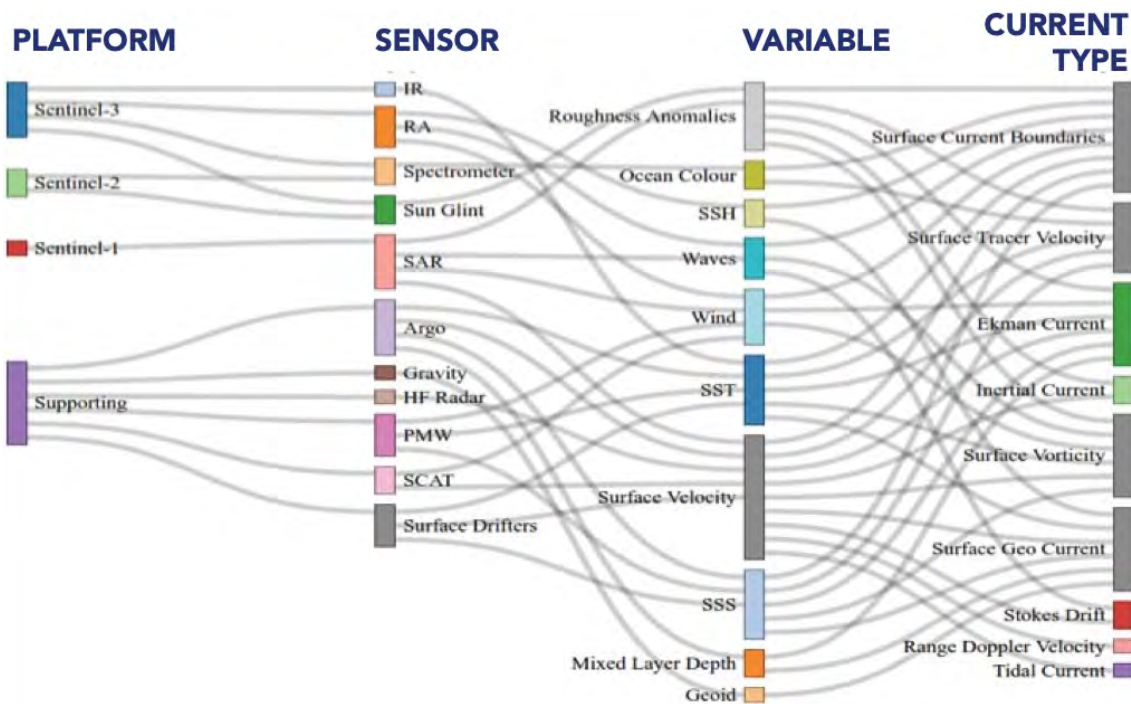 PLATFORM
SENSOR
VARIABLE
CURRENT
TYPE
Sentinel-3
Sentinel-2
Sentinel-1
Supporting
IR
RA
Spectrometer
Sun Glint
SAR
Argo
Gravity
HF Radar
PMW
SCAT
Surface Drifters
Roughness Anomalies
Ocean Colour
SSH
Waves
Wind
SST
Surface Velocity
SSS
Mixed Layer Depth
Geoid
Surface Current Boundaries
Surface Tracer Velocity
Ekman Current
Inertial Current
Surface Vorticity
Surface Geo Current
Stokes Drift
Range Doppler Velocity
Tidal Current